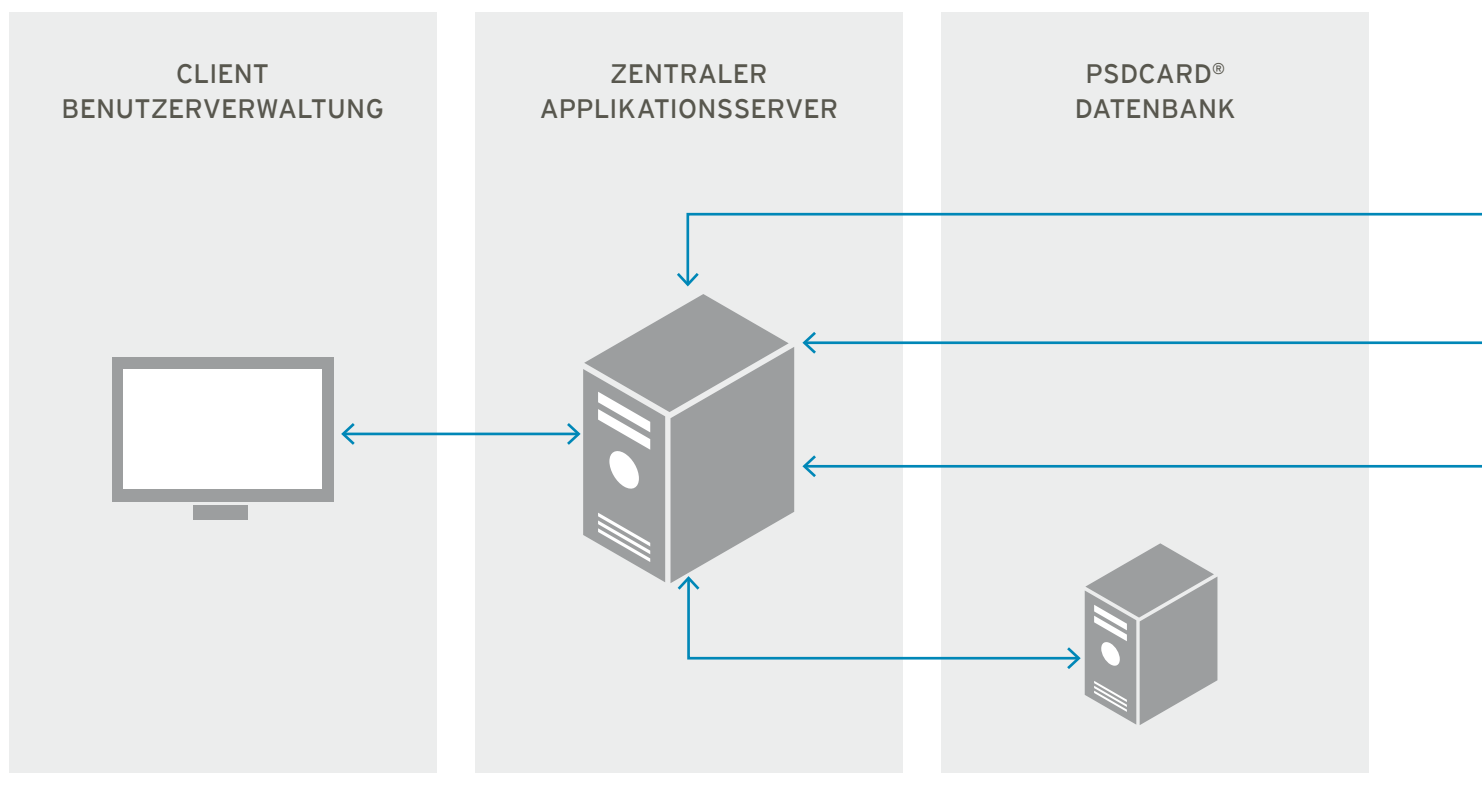 CLIENT
BENUTZERVERWALTUNG
ZENTRALER
APPLIKATIONSSERVER
PSDCARD®
DATENBANK